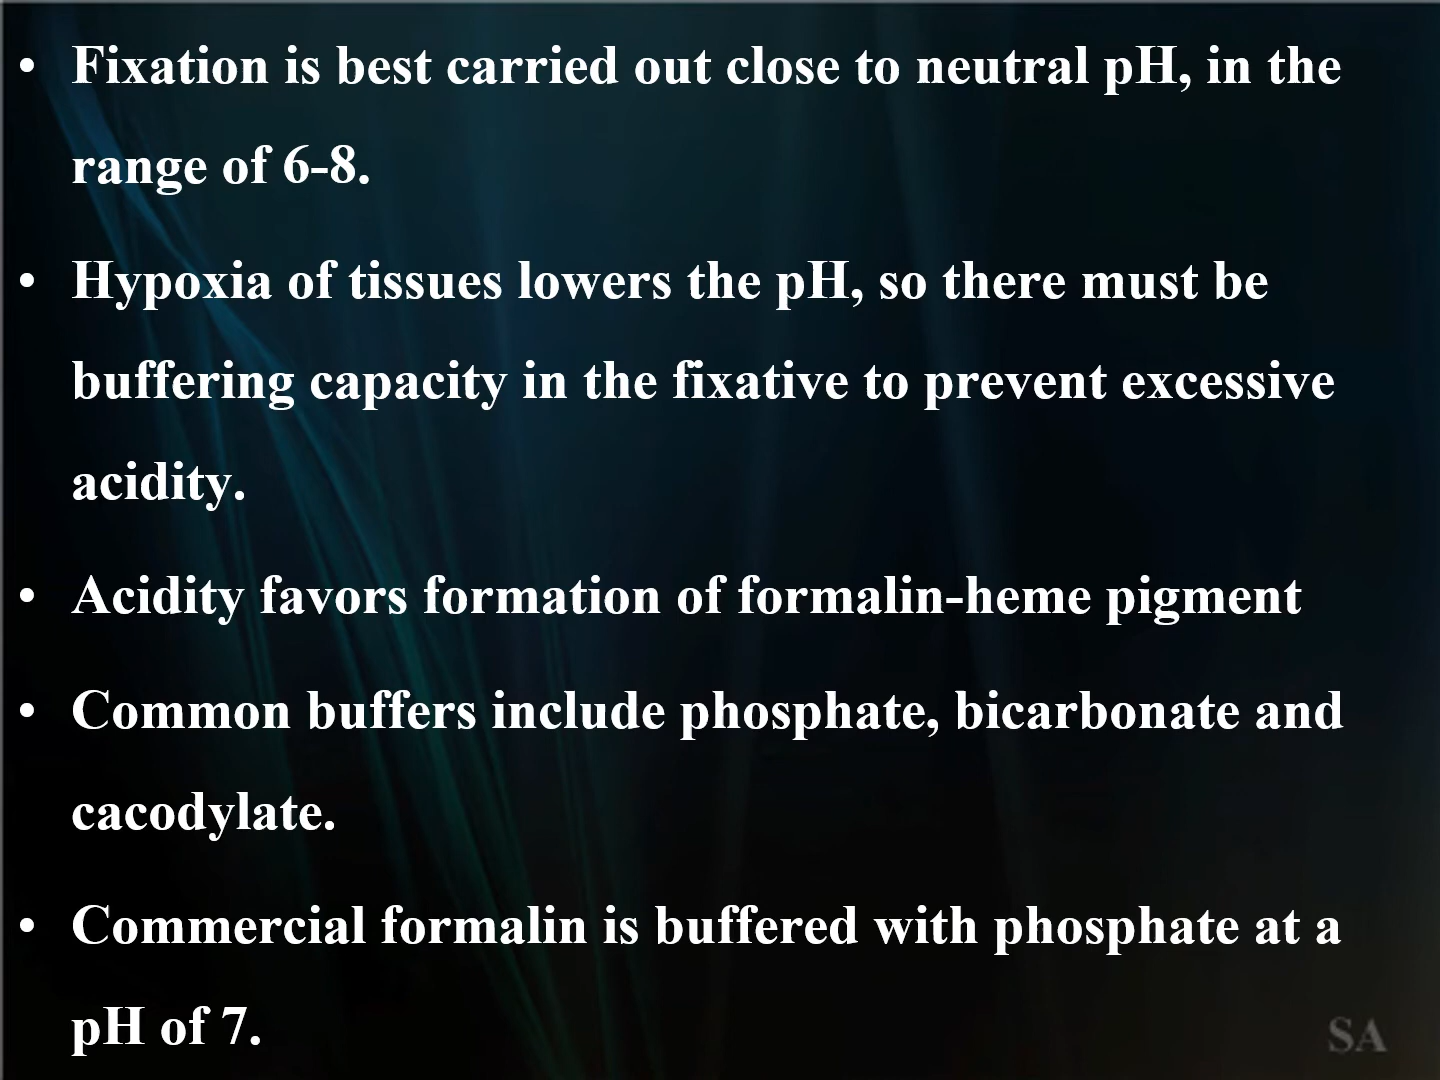 • Fixation is best carried out close to neutral pH, in the
range of 6-8.
• Hypoxia of tissues lowers the pH, so there must be
buffering capacity in the fixative to prevent excessive
acidity.
• Acidity favors formation of formalin-heme pigment
• Common buffers include phosphate, bicarbonate and
cacodylate.
• Commercial formalin is buffered with phosphate at a
pH of 7.
SA